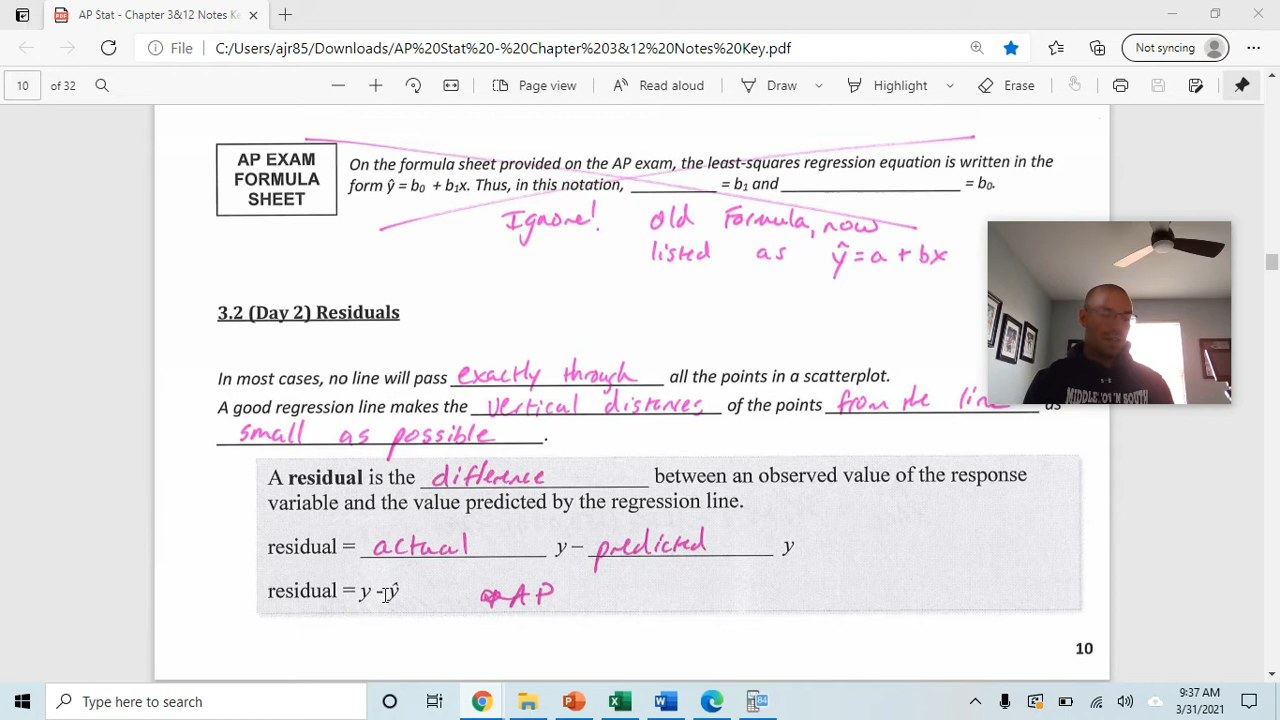 AP Stat - Chapter 3&12 Notes Ke
File
C:/Users/ajr85/Downloads/AP%20Stat%20-%20Chapter%203&12%20Notes%20Key.pdf
Not syncing
10
of 32
Page view
Read aloud
Draw
Highlight
Erase
AP EXAM
FORMULA
SHEET
On the formula sheet provided on the AP exam, the least-squares regression equation is written in the
form ŷ = b₀ + b₁x. Thus, in this notation, __________ = b₁ and ____________________ = b₀.
Ignore! Old Formula, now
listed as ŷ = a + bx
3.2 (Day 2) Residuals
In most cases, no line will pass exactly through all the points in a scatterplot.
A good regression line makes the vertical distances of the points from the line as
small as possible.
A residual is the difference between an observed value of the response
variable and the value predicted by the regression line.
residual = actual y – predicted y
residual = y - ŷ AP
10
MIDDLETOWN SOUTH
Type here to search
84
9:37 AM
3/31/2021